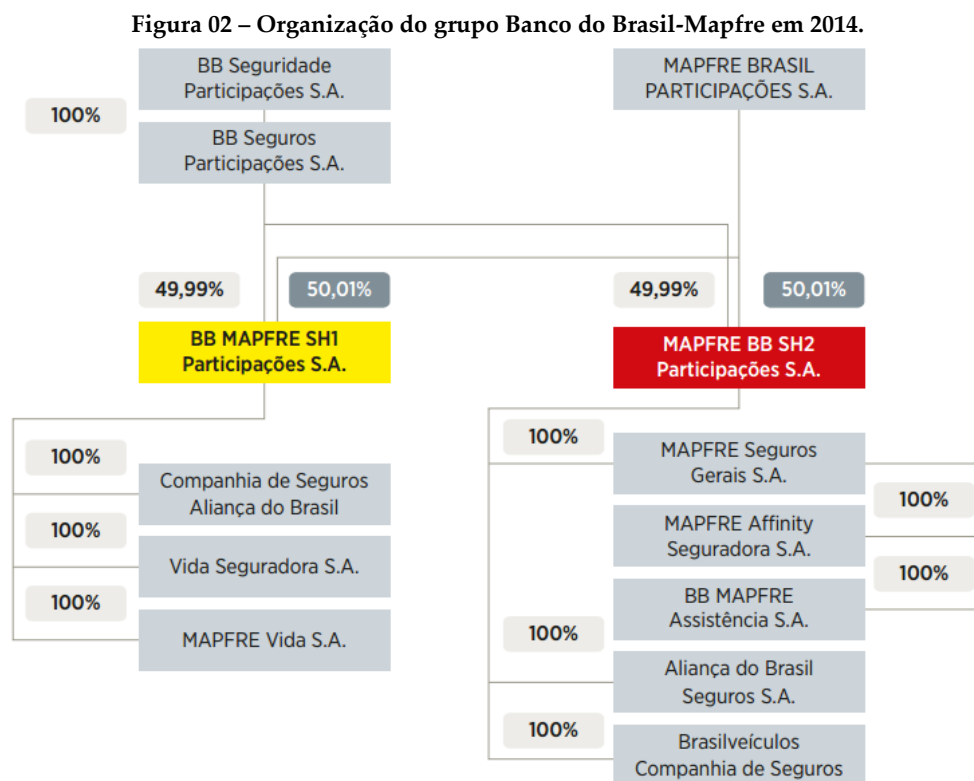 Figura 02 – Organização do grupo Banco do Brasil-Mapfre em 2014.
BB Seguridade
Participações S.A.
MAPFRE BRASIL
PARTICIPAÇÕES S.A.
100%
BB Seguros
Participações S.A.
49,99%
50,01%
49,99%
50,01%
BB MAPFRE SH1
Participações S.A.
MAPFRE BB SH2
Participações S.A.
100%
Companhia de Seguros
Aliança do Brasil
100%
Vida Seguradora S.A.
100%
MAPFRE Vida S.A.
100%
MAPFRE Seguros
Gerais S.A.
100%
MAPFRE Affinity
Seguradora S.A.
100%
BB MAPFRE
Assistência S.A.
100%
Aliança do Brasil
Seguros S.A.
100%
Brasilveículos
Companhia de Seguros